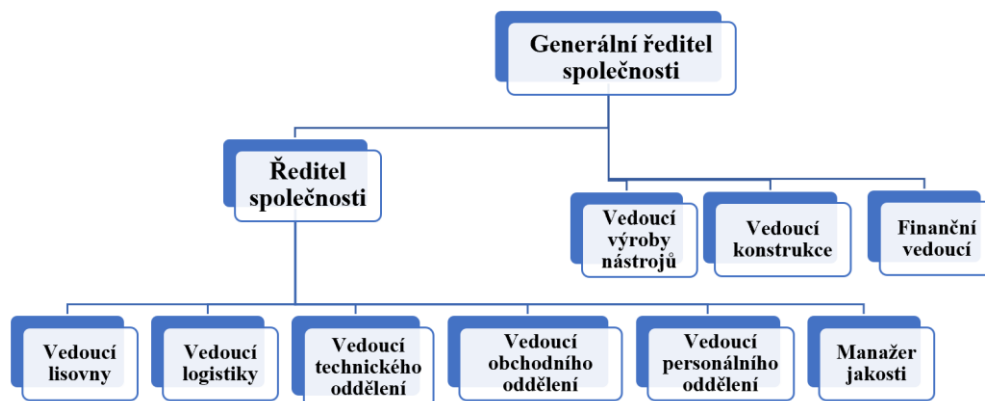 Generální ředitel
společnosti
Ředitel
společnosti
Vedoucí
výroby
nástrojů
Vedoucí
konstrukce
Finanční
vedoucí
Vedoucí
lisovny
Vedoucí
logistiky
Vedoucí
technického
oddělení
Vedoucí
obchodního
oddělení
Vedoucí
personálního
oddělení
Manažer
jakosti